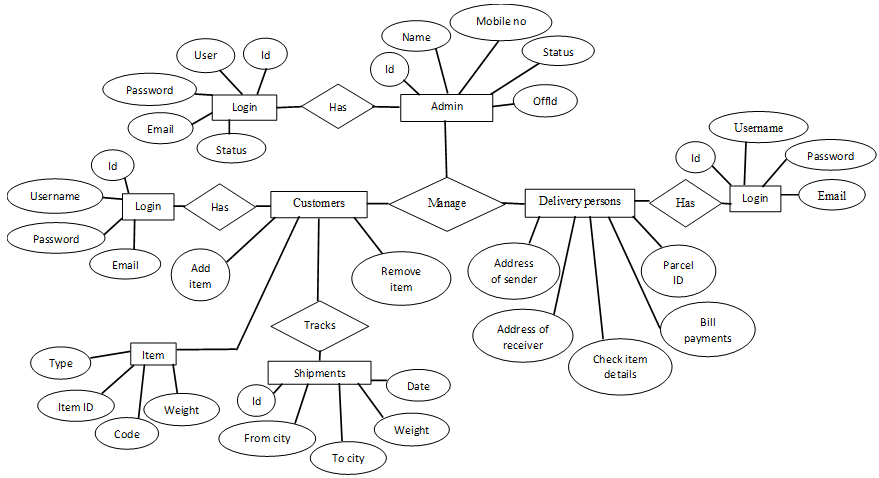 Mobile no
Name
Status
User
Id
Id
Password
Login
Has
Admin
OffId
Email
Status
Username
Id
Id
Password
Username
Login
Has
Customers
Manage
Delivery persons
Has
Login
Email
Password
Email
Add
item
Remove
item
Address
of sender
Parcel
ID
Tracks
Address of
receiver
Bill
payments
Item
Type
Check item
details
Shipments
Item ID
Weight
Id
Date
Code
From city
Weight
To city